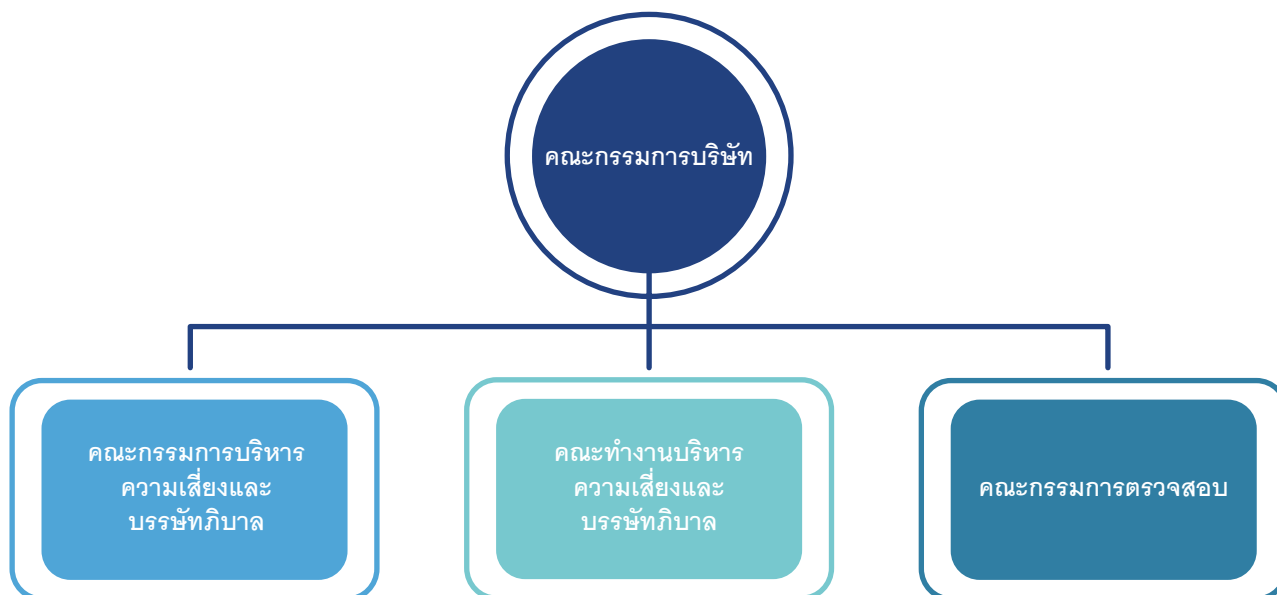 คณะกรรมการบริษัท
คณะกรรมการบริหาร
ความเสี่ยงและ
บรรษัทภิบาล
คณะทำงานบริหาร
ความเสี่ยงและ
บรรษัทภิบาล
คณะกรรมการตรวจสอบ